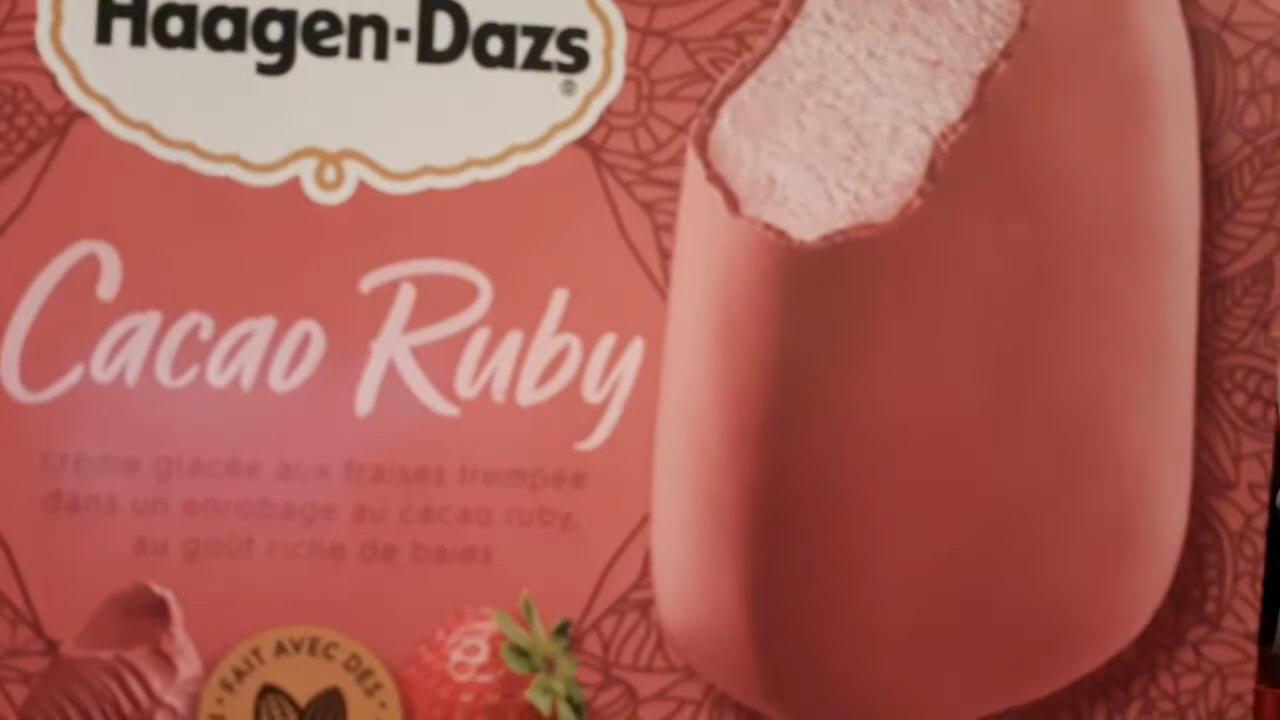 Häagen-Dazs
®
Cacao Ruby
Crème glacée aux fraises trempée
dans un enrobage au cacao ruby,
au goût riche de baies
• FAIT AVEC DES •